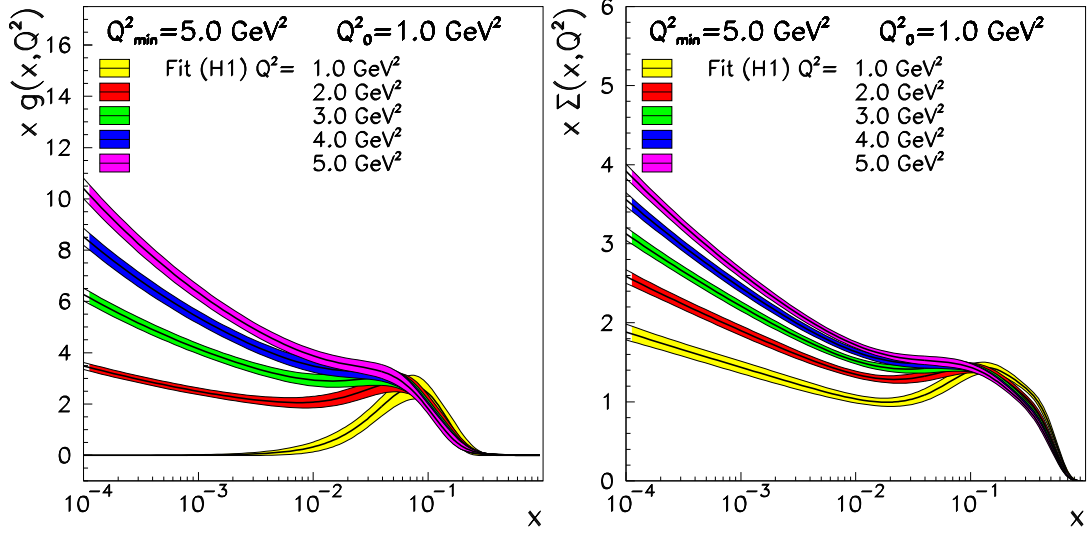 x g(x,Q²)
Q²min=5.0 GeV² Q²0=1.0 GeV²
Fit (H1) Q²= 1.0 GeV²
2.0 GeV²
3.0 GeV²
4.0 GeV²
5.0 GeV²
16
14
12
10
8
6
4
2
0
10⁻⁴ 10⁻³ 10⁻² 10⁻¹
x
x Σ(x,Q²)
Q²min=5.0 GeV² Q²0=1.0 GeV²
Fit (H1) Q²= 1.0 GeV²
2.0 GeV²
3.0 GeV²
4.0 GeV²
5.0 GeV²
6
5
4
3
2
1
0
10⁻⁴ 10⁻³ 10⁻² 10⁻¹
x